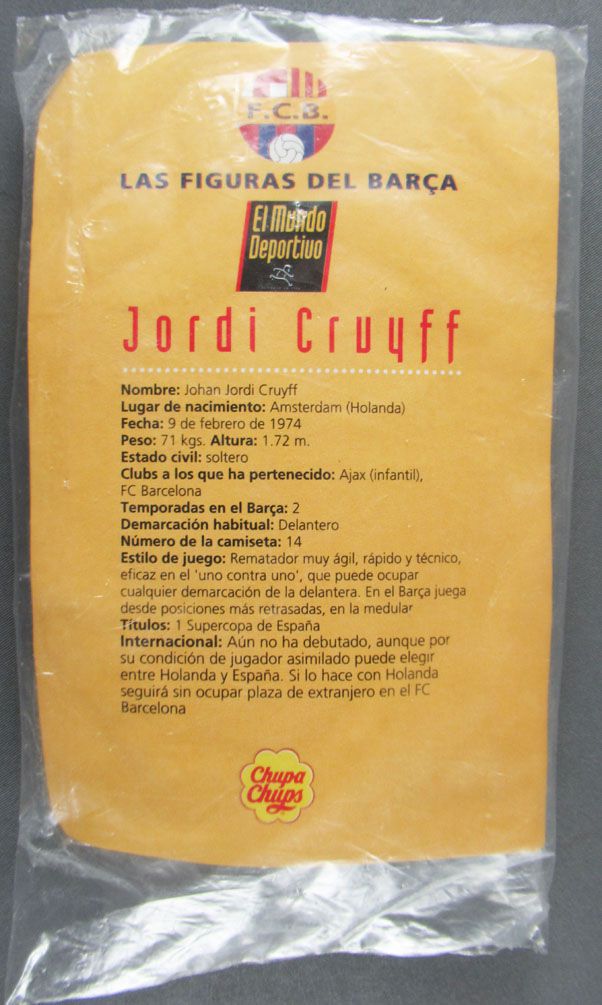 F.C.B.
LAS FIGURAS DEL BARÇA
El Mundo
Deportivo
Jordi Cruyff
Nombre: Johan Jordi Cruyff
Lugar de nacimiento: Amsterdam (Holanda)
Fecha: 9 de febrero de 1974
Peso: 71 kgs. Altura: 1.72 m.
Estado civil: soltero
Clubs a los que ha pertenecido: Ajax (infantil),
FC Barcelona
Temporadas en el Barça: 2
Demarcación habitual: Delantero
Número de la camiseta: 14
Estilo de juego: Rematador muy ágil, rápido y técnico,
eficaz en el 'uno contra uno', que puede ocupar
cualquier demarcación de la delantera. En el Barça juega
desde posiciones más retrasadas, en la medular
Títulos: 1 Supercopa de España
Internacional: Aún no ha debutado, aunque por
su condición de jugador asimilado puede elegir
entre Holanda y España. Si lo hace con Holanda
seguirá sin ocupar plaza de extranjero en el FC
Barcelona
Chupa
Chups